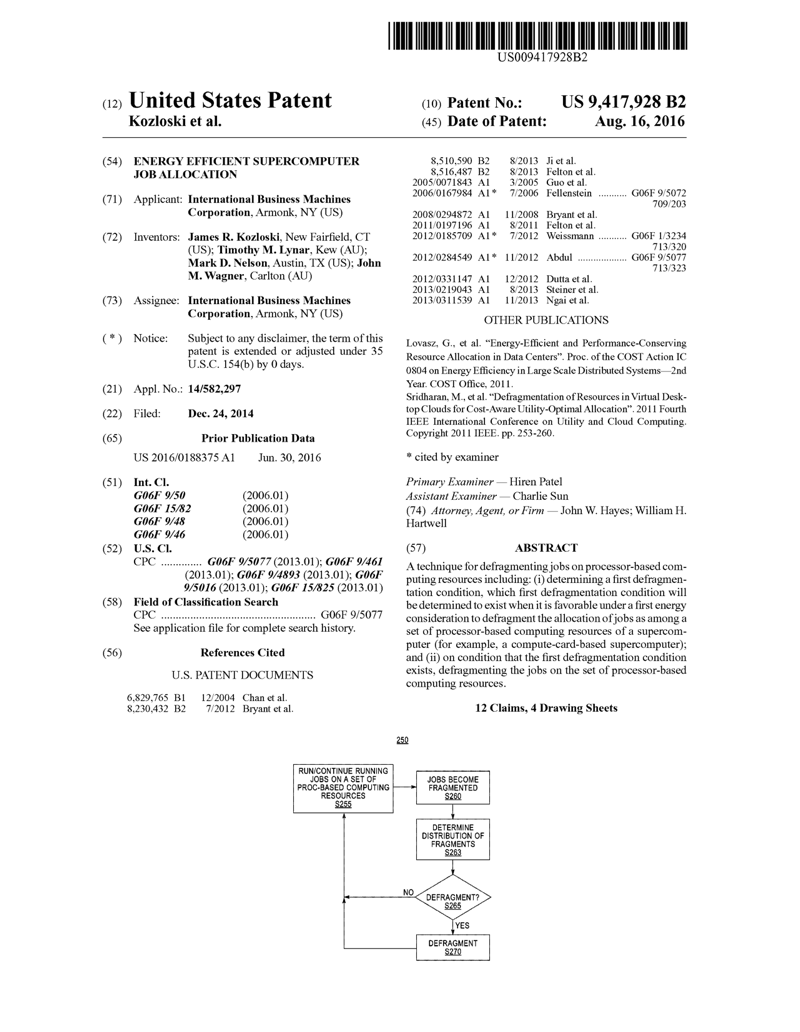 US009417928B2
(12) United States Patent
Kozloski et al.
(10) Patent No.: US 9,417,928 B2
(45) Date of Patent: Aug. 16, 2016
(54) ENERGY EFFICIENT SUPERCOMPUTER
JOB ALLOCATION
(71) Applicant: International Business Machines
Corporation, Armonk, NY (US)
(72) Inventors: James R. Kozloski, New Fairfield, CT
(US); Timothy M. Lynar, Kew (AU);
Mark D. Nelson, Austin, TX (US); John
M. Wagner, Carlton (AU)
(73) Assignee: International Business Machines
Corporation, Armonk, NY (US)
( * ) Notice: Subject to any disclaimer, the term of this
patent is extended or adjusted under 35
U.S.C. 154(b) by 0 days.
(21) Appl. No.: 14/582,297
(22) Filed: Dec. 24, 2014
(65) Prior Publication Data
US 2016/0188375 A1 Jun. 30, 2016
(51) Int. Cl.
G06F 9/50 (2006.01)
G06F 15/82 (2006.01)
G06F 9/48 (2006.01)
G06F 9/46 (2006.01)
(52) U.S. Cl.
CPC .............. G06F 9/5077 (2013.01); G06F 9/461
(2013.01); G06F 9/4893 (2013.01); G06F
9/5016 (2013.01); G06F 15/825 (2013.01)
(58) Field of Classification Search
CPC ..................................................... G06F 9/5077
See application file for complete search history.
(56) References Cited
U.S. PATENT DOCUMENTS
6,829,765 B1 12/2004 Chan et al.
8,230,432 B2 7/2012 Bryant et al.
8,510,590 B2 8/2013 Ji et al.
8,516,487 B2 8/2013 Felton et al.
2005/0071843 A1 3/2005 Guo et al.
2006/0167984 A1* 7/2006 Fellenstein ........... G06F 9/5072
709/203
2008/0294872 A1 11/2008 Bryant et al.
2011/0197196 A1 8/2011 Felton et al.
2012/0185709 A1* 7/2012 Weissmann ........... G06F 1/3234
713/320
2012/0284549 A1* 11/2012 Abdul ................... G06F 9/5077
713/323
2012/0331147 A1 12/2012 Dutta et al.
2013/0219043 A1 8/2013 Steiner et al.
2013/0311539 A1 11/2013 Ngai et al.
OTHER PUBLICATIONS
Lovasz, G., et al. “Energy-Efficient and Performance-Conserving
Resource Allocation in Data Centers”. Proc. of the COST Action IC
0804 on Energy Efficiency in Large Scale Distributed Systems—2nd
Year. COST Office, 2011.
Sridharan, M., et al. “Defragmentation of Resources in Virtual Desk-
top Clouds for Cost-Aware Utility-Optimal Allocation”. 2011 Fourth
IEEE International Conference on Utility and Cloud Computing.
Copyright 2011 IEEE. pp. 253-260.
* cited by examiner
Primary Examiner — Hiren Patel
Assistant Examiner — Charlie Sun
(74) Attorney, Agent, or Firm — John W. Hayes; William H.
Hartwell
(57) ABSTRACT
A technique for defragmenting jobs on processor-based com-
puting resources including: (i) determining a first defragmen-
tation condition, which first defragmentation condition will
be determined to exist when it is favorable under a first energy
consideration to defragment the allocation of jobs as among a
set of processor-based computing resources of a supercom-
puter (for example, a compute-card-based supercomputer);
and (ii) on condition that the first defragmentation condition
exists, defragmenting the jobs on the set of processor-based
computing resources.
12 Claims, 4 Drawing Sheets
250
RUN/CONTINUE RUNNING
JOBS ON A SET OF
PROC-BASED COMPUTING
RESOURCES
S255
JOBS BECOME
FRAGMENTED
S260
DETERMINE
DISTRIBUTION OF
FRAGMENTS
S263
NO
DEFRAGMENT?
S265
YES
DEFRAGMENT
S270